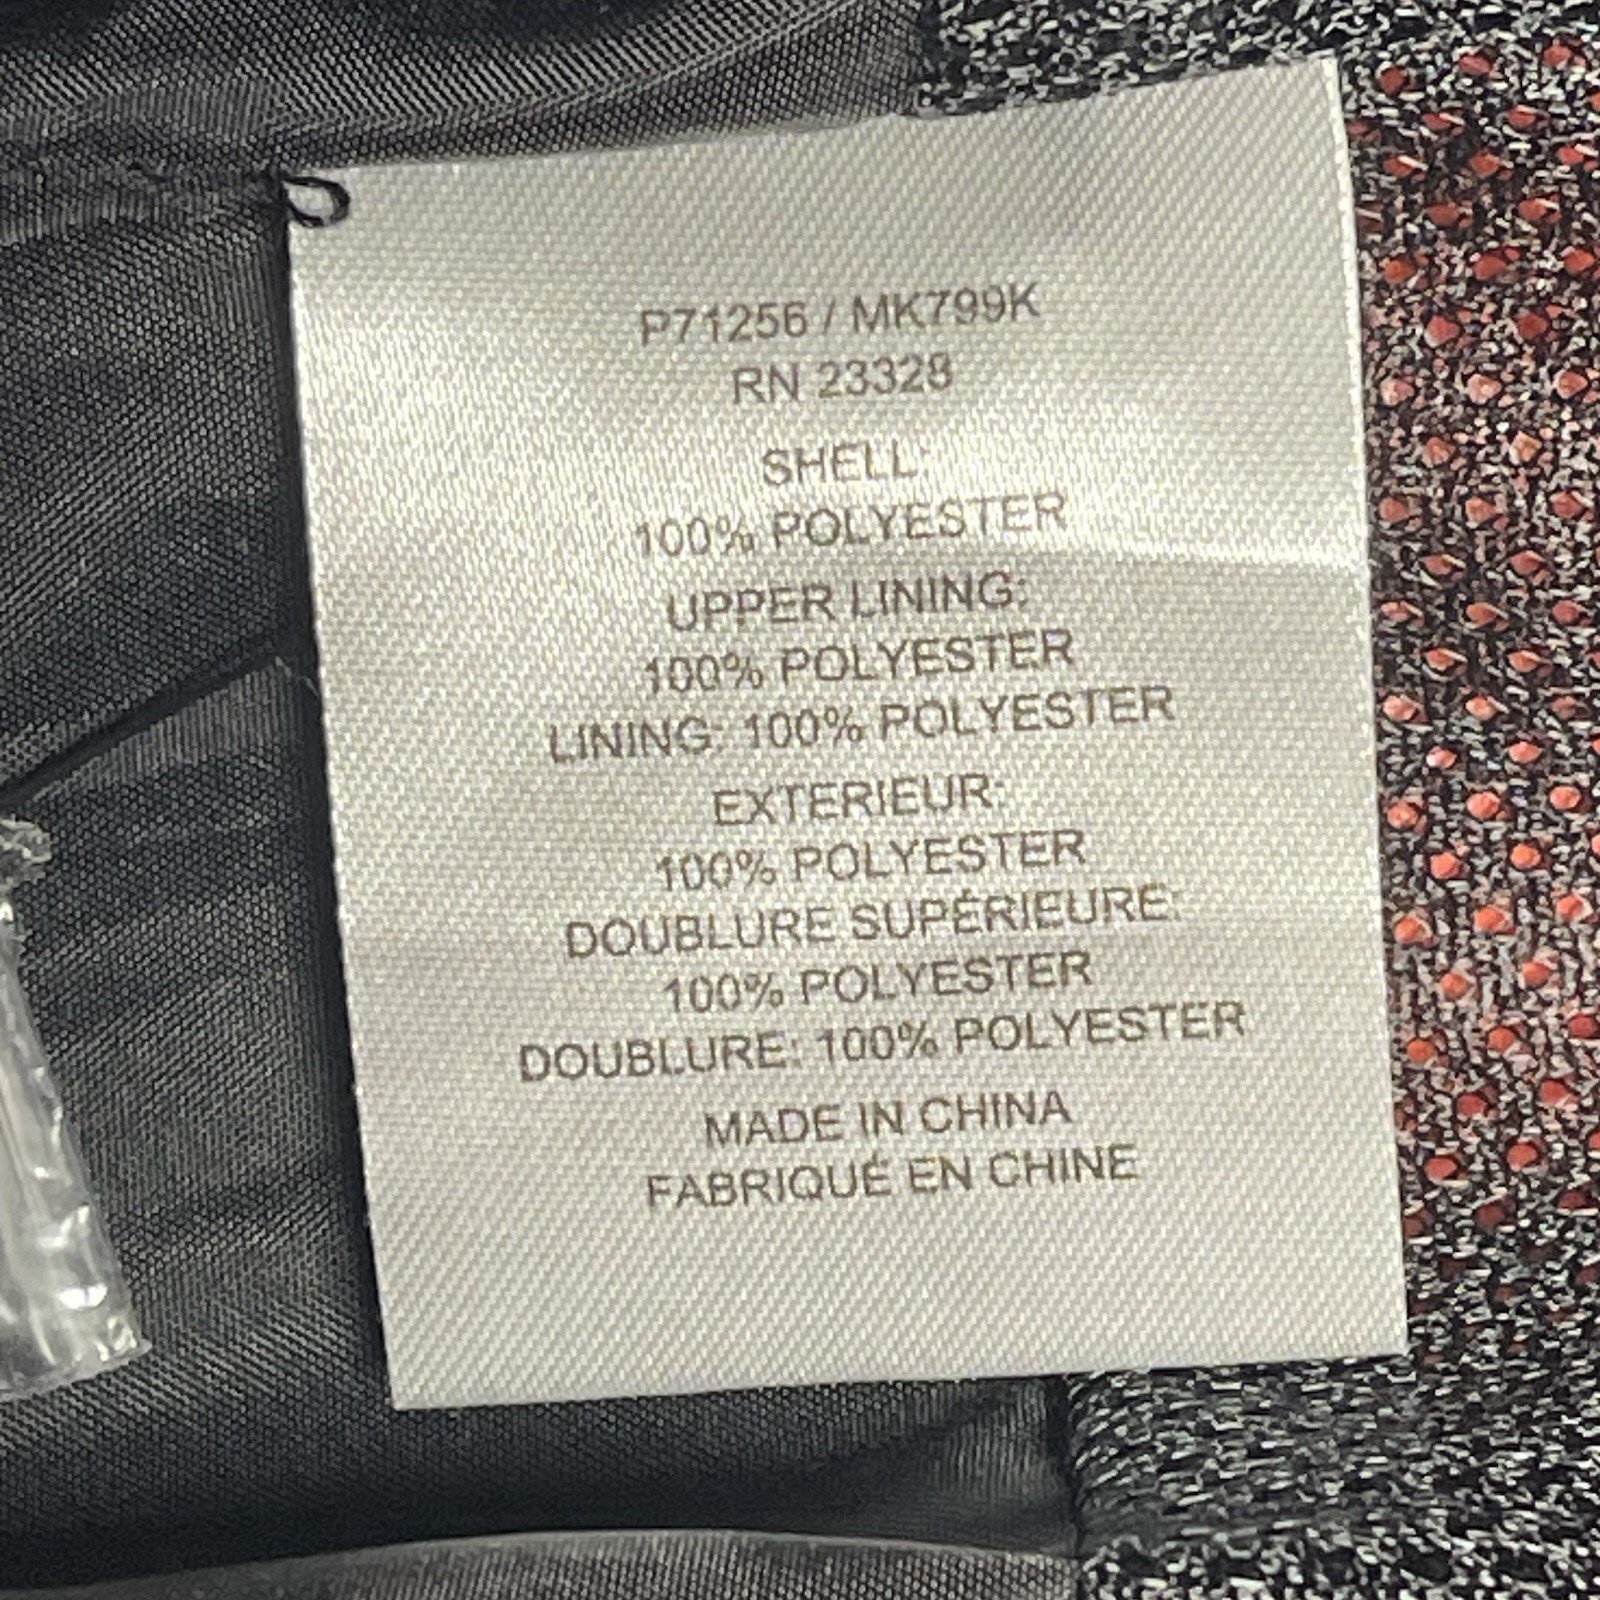 P71256 / MK799K
RN 23328
SHELL:
100% POLYESTER
UPPER LINING:
100% POLYESTER
LINING: 100% POLYESTER
EXTERIEUR:
100% POLYESTER
DOUBLURE SUPÉRIEURE:
100% POLYESTER
DOUBLURE: 100% POLYESTER
MADE IN CHINA
FABRIQUÉ EN CHINE